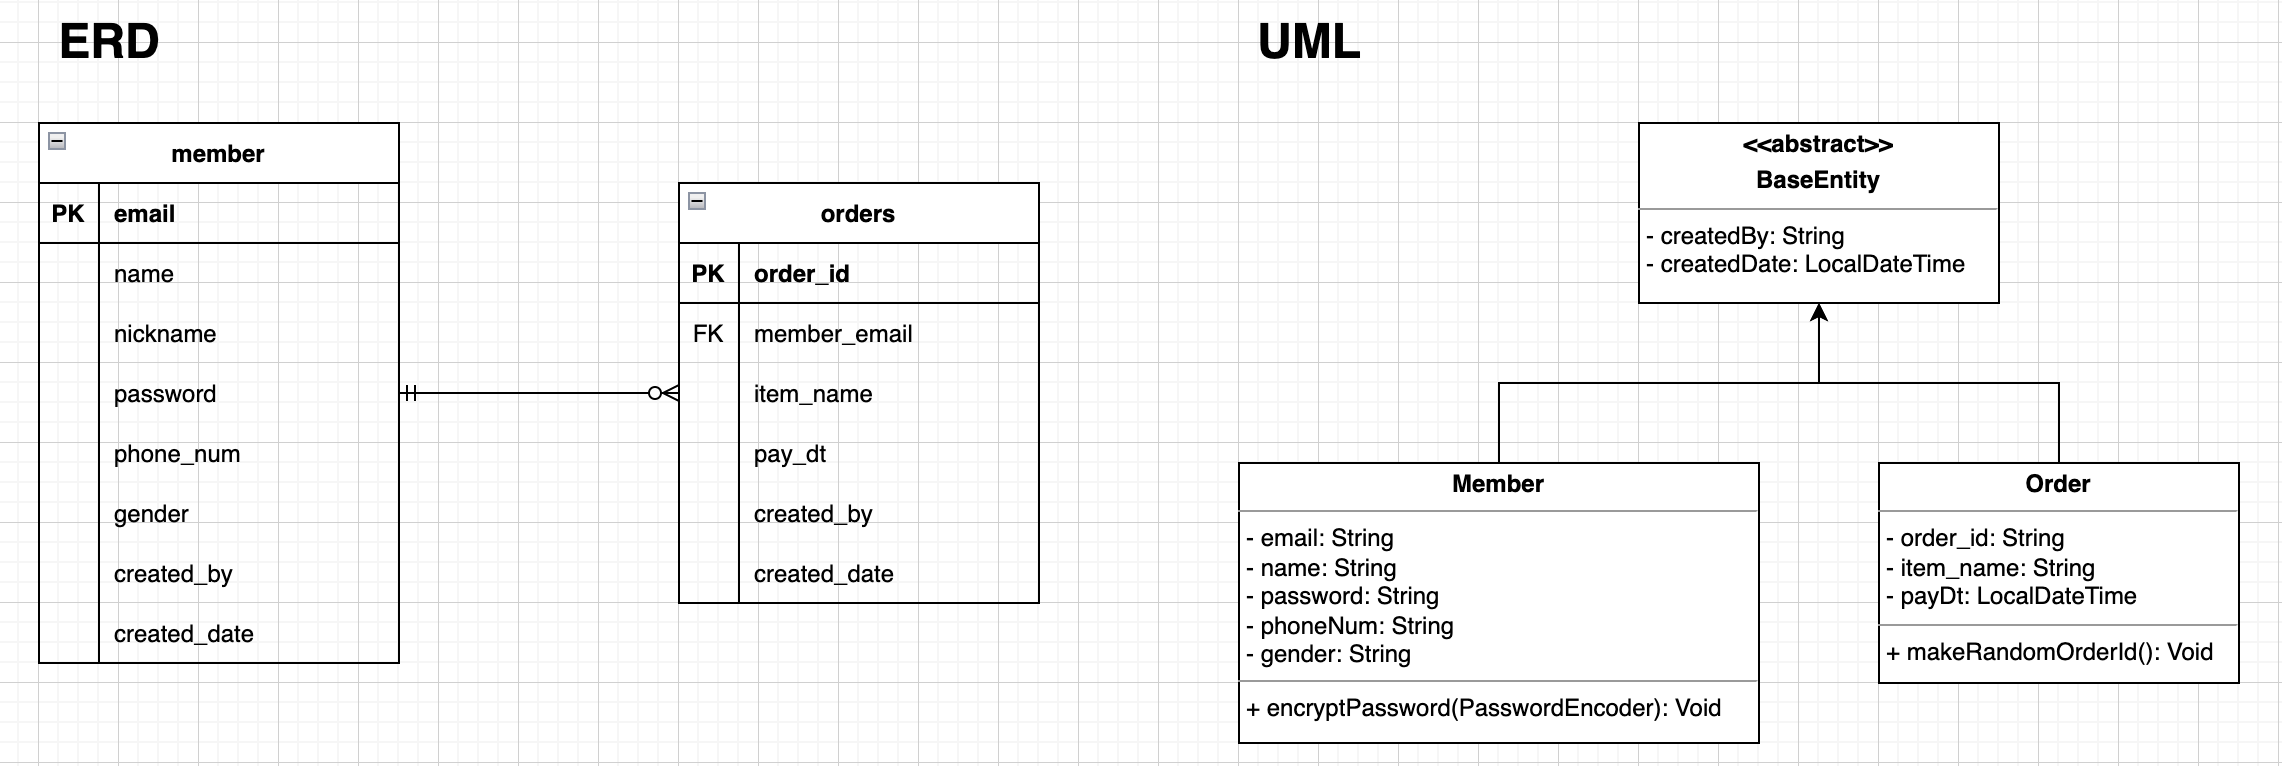 ERD
member
PK email
name
nickname
password
phone_num
gender
created_by
created_date
orders
PK order_id
FK member_email
item_name
pay_dt
created_by
created_date
UML
<<abstract>>
BaseEntity
- createdBy: String
- createdDate: LocalDateTime
Member
- email: String
- name: String
- password: String
- phoneNum: String
- gender: String
+ encryptPassword(PasswordEncoder): Void
Order
- order_id: String
- item_name: String
- payDt: LocalDateTime
+ makeRandomOrderId(): Void